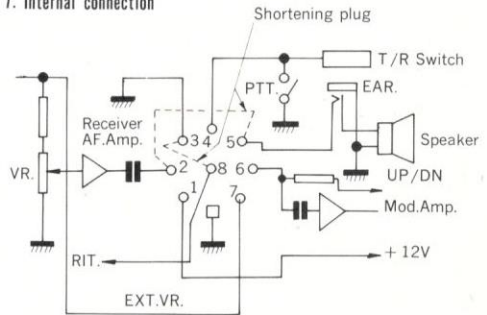 7. Internal connection
Shortening plug
T/R Switch
PTT.
EAR.
Receiver
AF.Amp.
3
4
5
Speaker
VR.
2
8
6
UP/DN
1
7
Mod.Amp.
RIT.
+ 12V
EXT.VR.